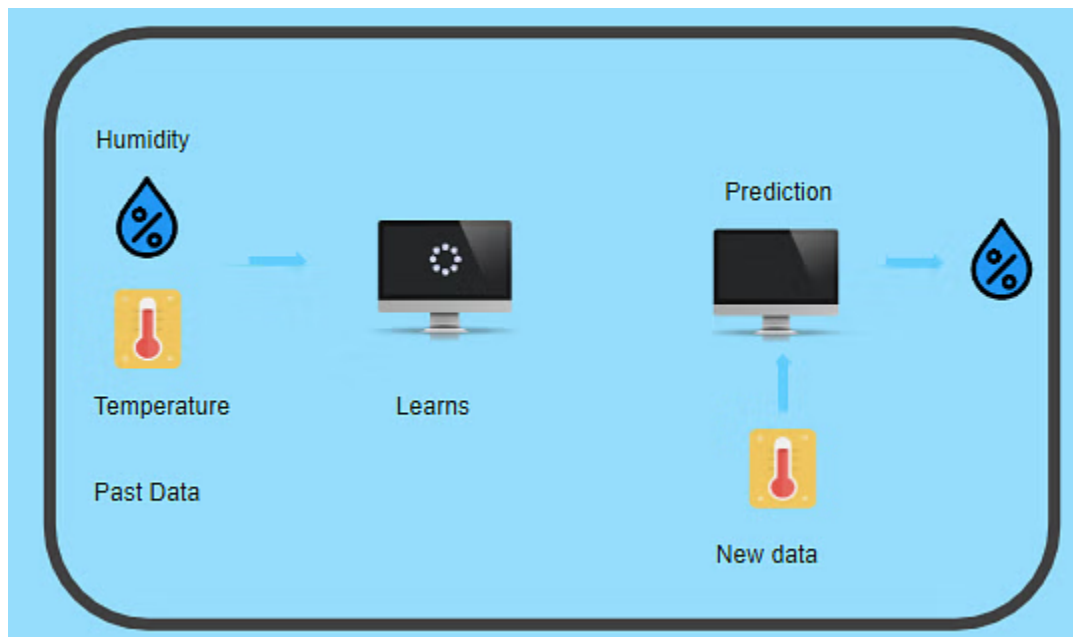 Humidity
Temperature
Past Data
Learns
Prediction
New data